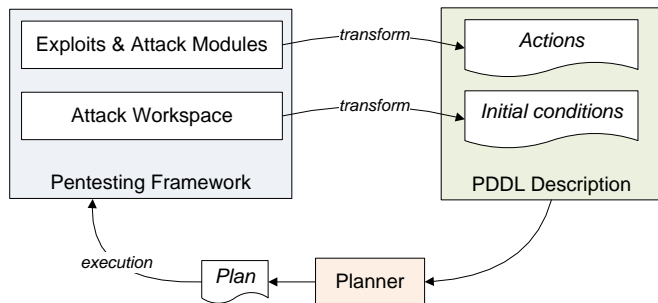 Exploits & Attack Modules
transform
Actions
Attack Workspace
transform
Initial conditions
Pentesting Framework
PDDL Description
execution
Plan
Planner